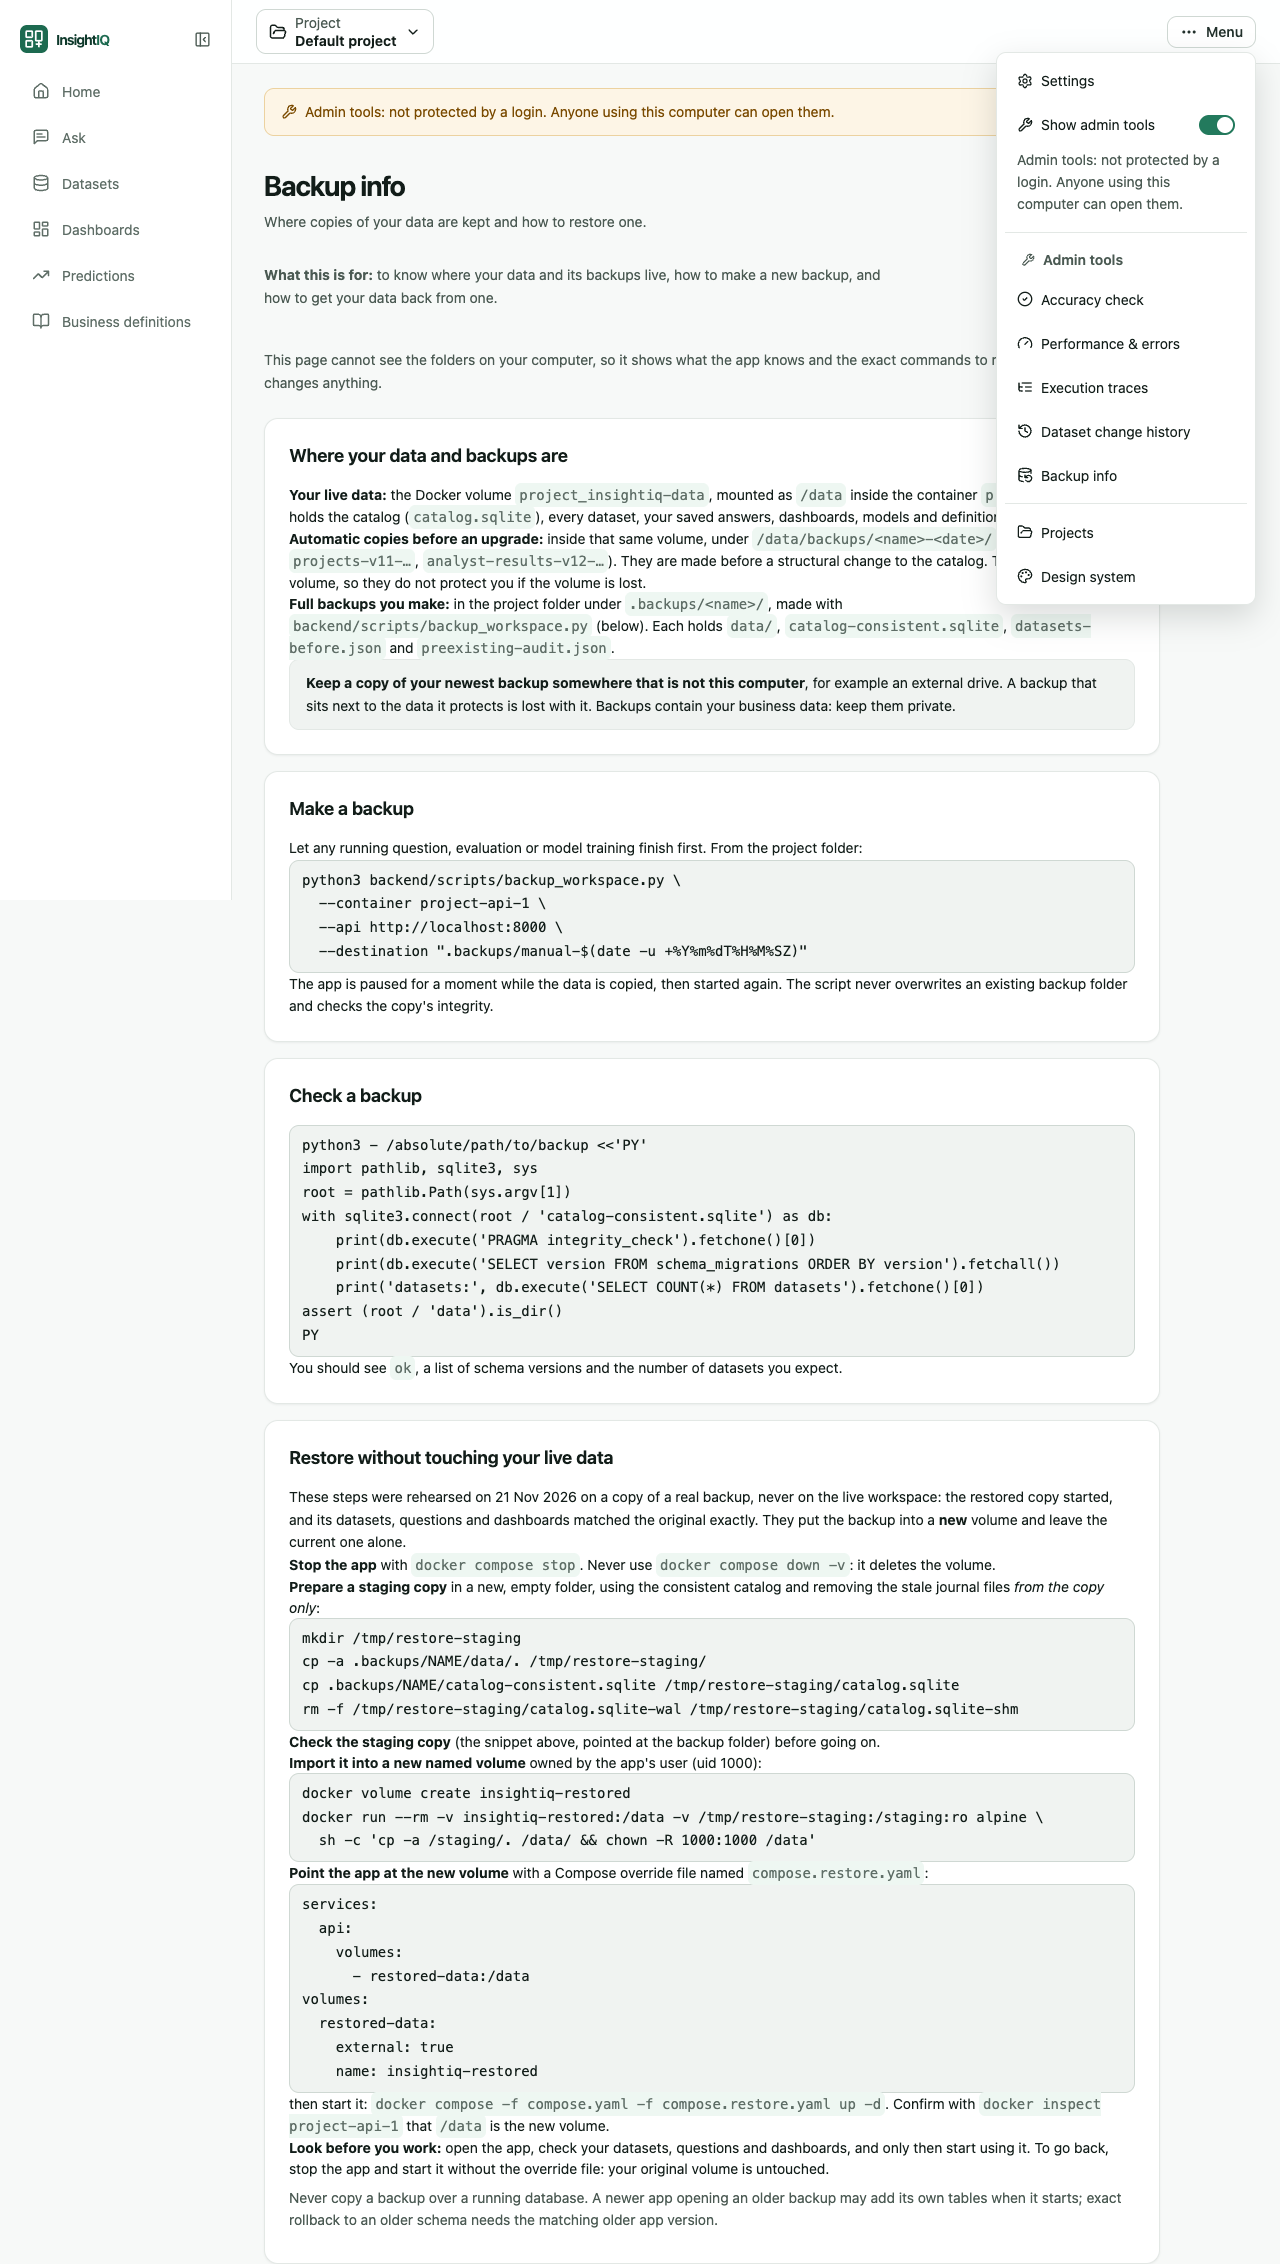 InsightIQ
Home
Ask
Datasets
Dashboards
Predictions
Business definitions
Project
Default project
Menu
Settings
Show admin tools
Admin tools: not protected by a
login. Anyone using this
computer can open them.
Admin tools
Accuracy check
Performance & errors
Execution traces
Dataset change history
Backup info
Projects
Design system
Admin tools: not protected by a login. Anyone using this computer can open them.
Backup info
Where copies of your data are kept and how to restore one.
What this is for: to know where your data and its backups live, how to make a new backup, and
how to get your data back from one.
This page cannot see the folders on your computer, so it shows what the app knows and the exact commands to
changes anything.
Where your data and backups are
Your live data: the Docker volume project_insightiq-data, mounted as /data inside the container
holds the catalog (catalog.sqlite), every dataset, your saved answers, dashboards, models and
Automatic copies before an upgrade: inside that same volume, under /data/backups/<name>-<date>/
projects-v11-…, analyst-results-v12-…). They are made before a structural change to the catalog.
volume, so they do not protect you if the volume is lost.
Full backups you make: in the project folder under .backups/<name>/, made with
backend/scripts/backup_workspace.py (below). Each holds data/, catalog-consistent.sqlite, datasets-
before.json and preexisting-audit.json.
Keep a copy of your newest backup somewhere that is not this computer, for example an external drive. A backup that
sits next to the data it protects is lost with it. Backups contain your business data: keep them private.
Make a backup
Let any running question, evaluation or model training finish first. From the project folder:
python3 backend/scripts/backup_workspace.py \
  --container project-api-1 \
  --api http://localhost:8000 \
  --destination ".backups/manual-$(date -u +%Y%m%dT%H%M%SZ)"
The app is paused for a moment while the data is copied, then started again. The script never overwrites an existing backup folder
and checks the copy's integrity.
Check a backup
python3 - /absolute/path/to/backup <<'PY'
import pathlib, sqlite3, sys
root = pathlib.Path(sys.argv[1])
with sqlite3.connect(root / 'catalog-consistent.sqlite') as db:
    print(db.execute('PRAGMA integrity_check').fetchone()[0])
    print(db.execute('SELECT version FROM schema_migrations ORDER BY version').fetchall())
    print('datasets:', db.execute('SELECT COUNT(*) FROM datasets').fetchone()[0])
assert (root / 'data').is_dir()
PY
You should see ok, a list of schema versions and the number of datasets you expect.
Restore without touching your live data
These steps were rehearsed on 21 Nov 2026 on a copy of a real backup, never on the live workspace: the restored copy started,
and its datasets, questions and dashboards matched the original exactly. They put the backup into a new volume and leave the
current one alone.
Stop the app with docker compose stop. Never use docker compose down -v: it deletes the volume.
Prepare a staging copy in a new, empty folder, using the consistent catalog and removing the stale journal files from the copy
only:
mkdir /tmp/restore-staging
cp -a .backups/NAME/data/. /tmp/restore-staging/
cp .backups/NAME/catalog-consistent.sqlite /tmp/restore-staging/catalog.sqlite
rm -f /tmp/restore-staging/catalog.sqlite-wal /tmp/restore-staging/catalog.sqlite-shm
Check the staging copy (the snippet above, pointed at the backup folder) before going on.
Import it into a new named volume owned by the app's user (uid 1000):
docker volume create insightiq-restored
docker run --rm -v insightiq-restored:/data -v /tmp/restore-staging:/staging:ro alpine \
  sh -c 'cp -a /staging/. /data/ && chown -R 1000:1000 /data'
Point the app at the new volume with a Compose override file named compose.restore.yaml:
services:
  api:
    volumes:
      - restored-data:/data
volumes:
  restored-data:
    external: true
    name: insightiq-restored
then start it: docker compose -f compose.yaml -f compose.restore.yaml up -d. Confirm with docker inspect
project-api-1 that /data is the new volume.
Look before you work: open the app, check your datasets, questions and dashboards, and only then start using it. To go back,
stop the app and start it without the override file: your original volume is untouched.
Never copy a backup over a running database. A newer app opening an older backup may add its own tables when it starts; exact
rollback to an older schema needs the matching older app version.